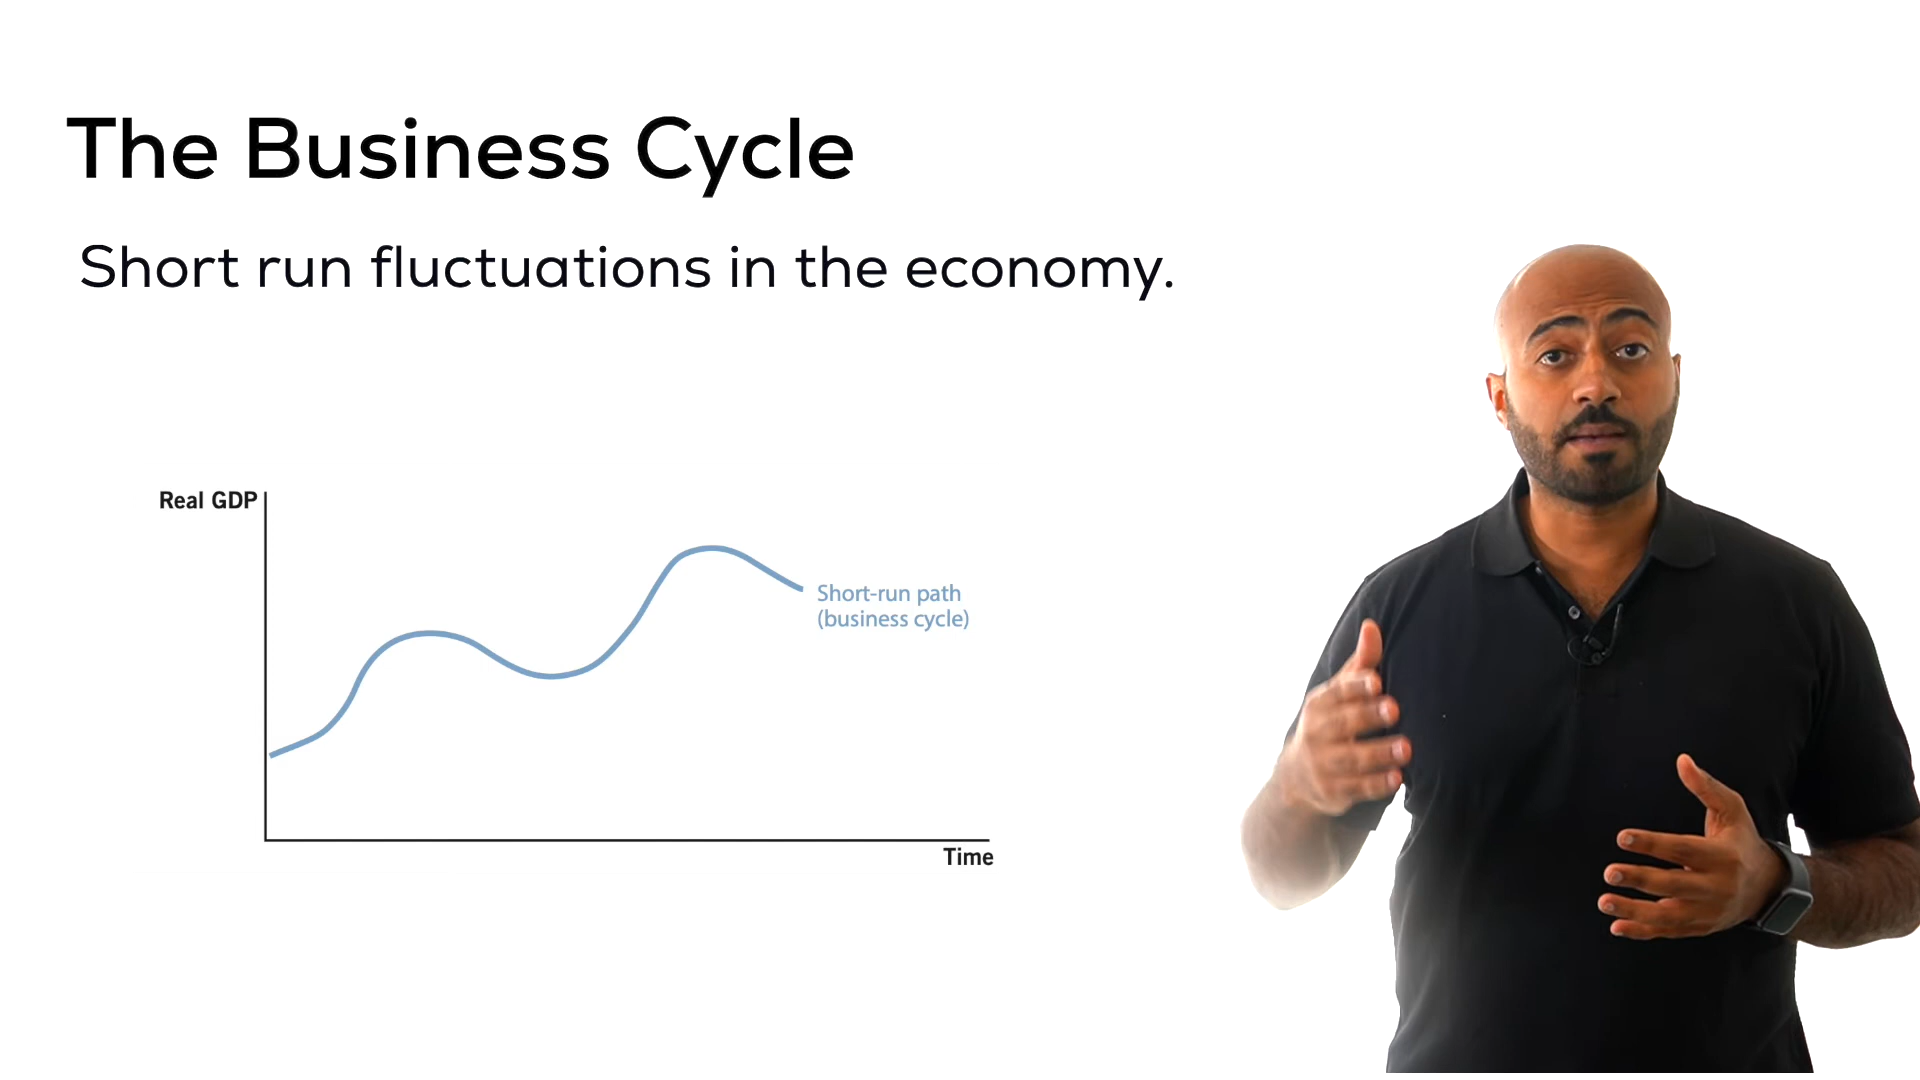 The Business Cycle
Short run fluctuations in the economy.
Real GDP
Short-run path
(business cycle)
Time